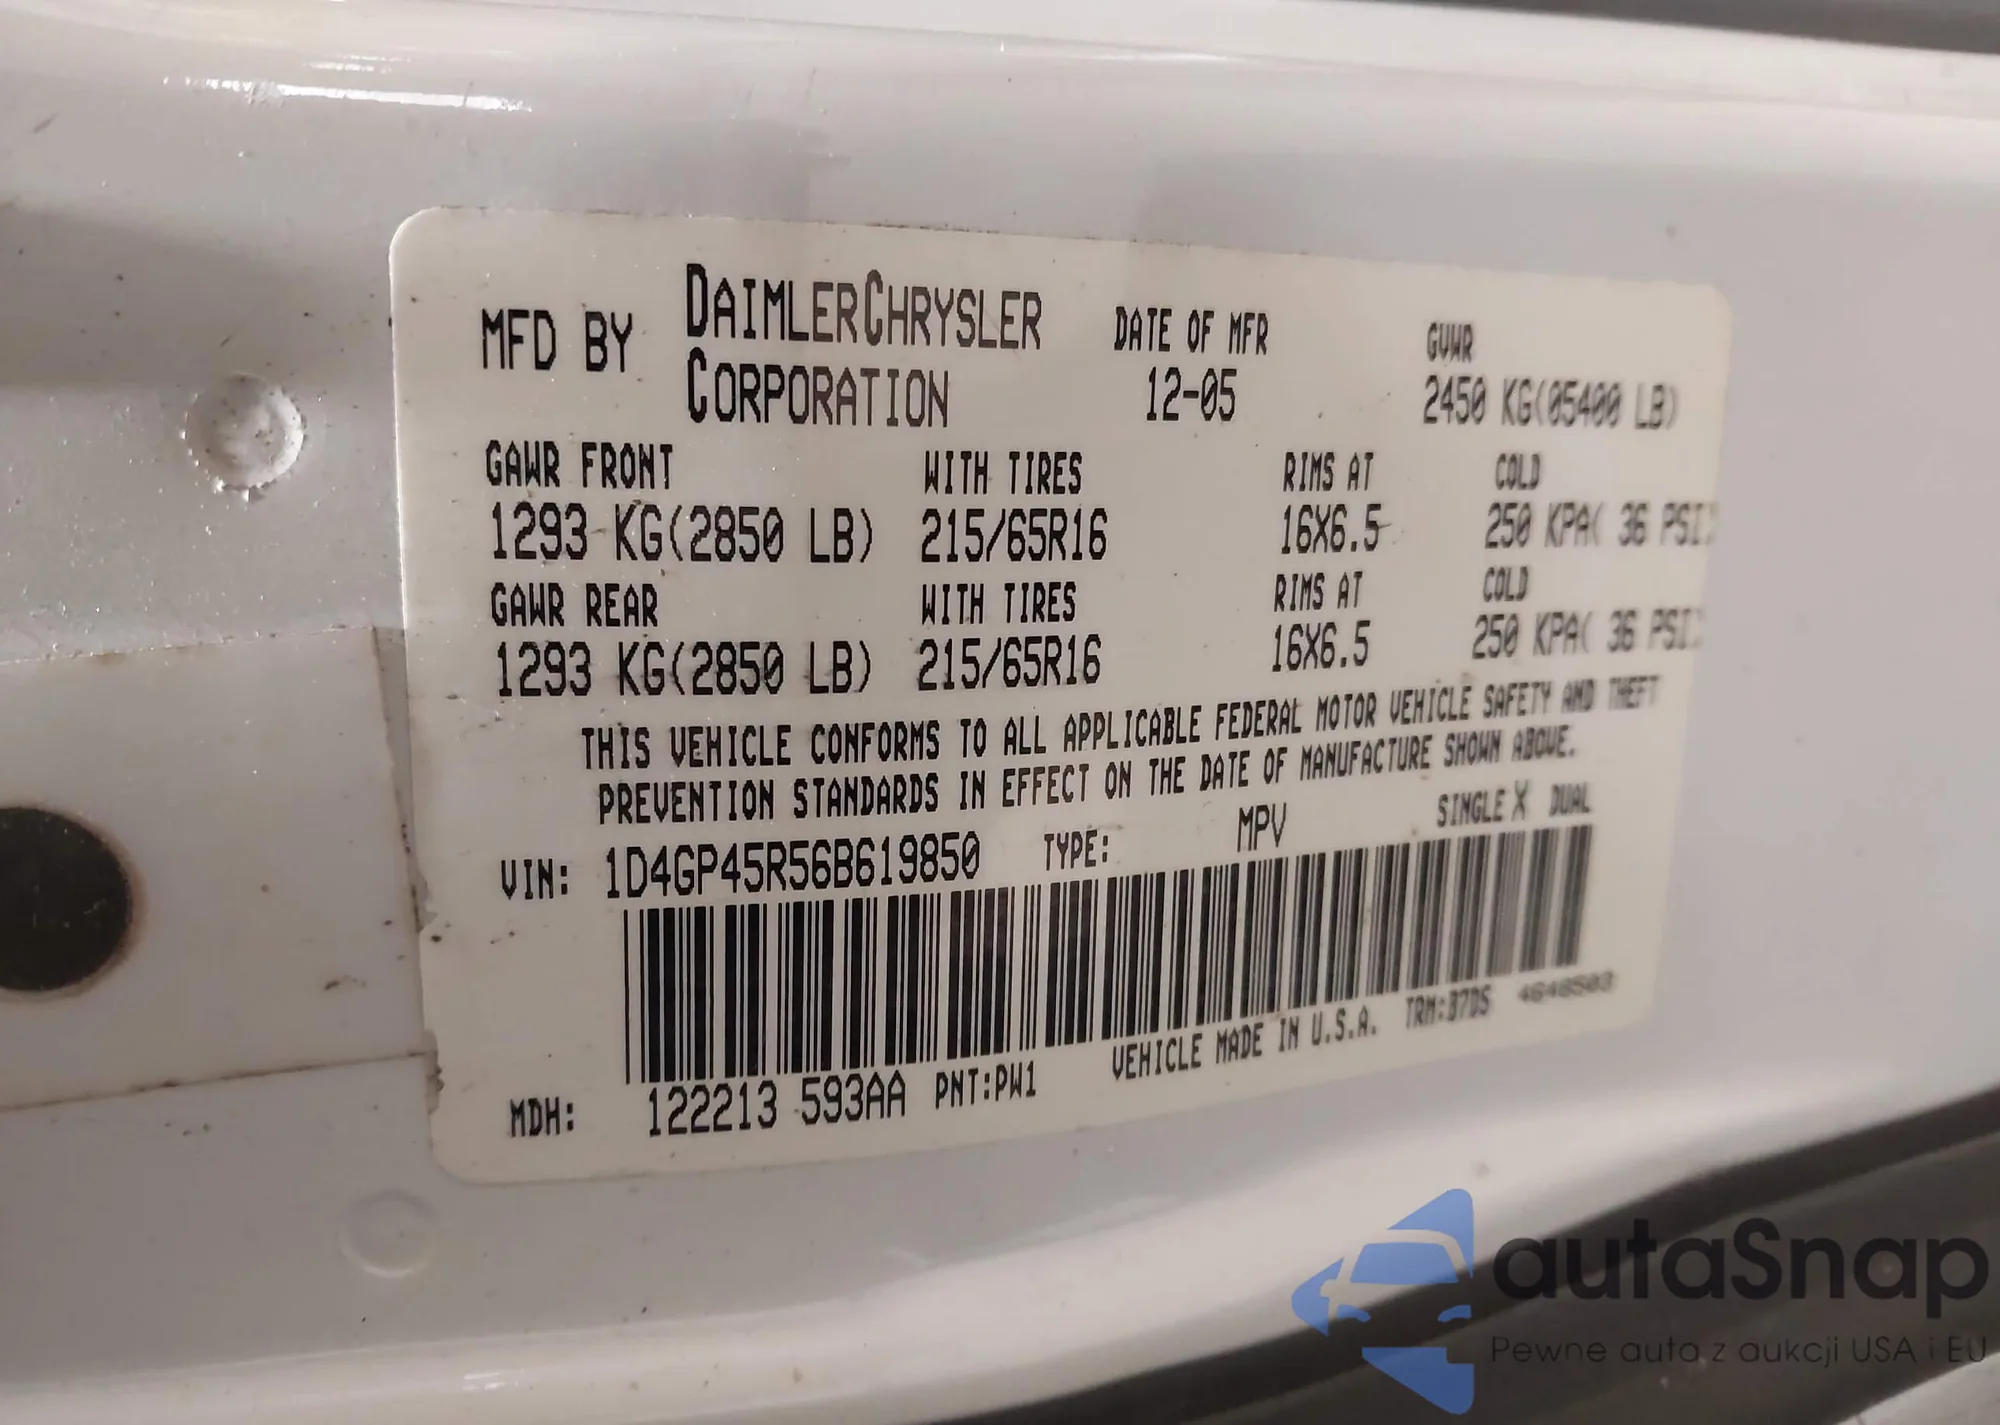 MFD BY DAIMLERCHRYSLER CORPORATION
DATE OF MFR 12-05
GVWR 2450 KG(05400 LB)
GAWR FRONT WITH TIRES RIMS AT COLD
1293 KG(2850 LB) 215/65R16 16X6.5 250 KPA( 36 PSI)
GAWR REAR WITH TIRES RIMS AT COLD
1293 KG(2850 LB) 215/65R16 16X6.5 250 KPA( 36 PSI)
THIS VEHICLE CONFORMS TO ALL APPLICABLE FEDERAL MOTOR VEHICLE SAFETY AND THEFT
PREVENTION STANDARDS IN EFFECT ON THE DATE OF MANUFACTURE SHOWN ABOVE.
VIN: 1D4GP45R56B619850 TYPE: MPV SINGLE X DUAL
MDH: 122213 593AA PNT:PW1 VEHICLE MADE IN U.S.A. TRM:B7DS 4648503
autaSnap
Pewne auta z aukcji USA i EU